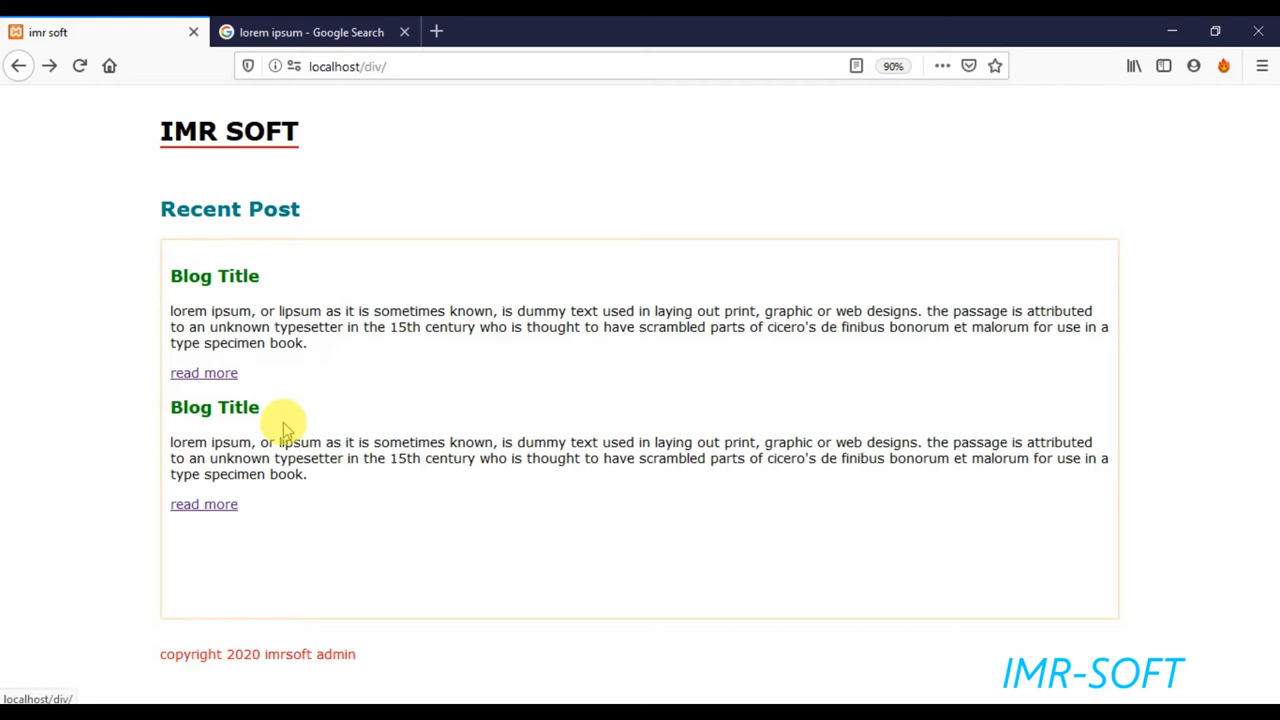 imr soft
lorem ipsum - Google Search
localhost/div/
90%
IMR SOFT
Recent Post
Blog Title
lorem ipsum, or lipsum as it is sometimes known, is dummy text used in laying out print, graphic or web designs. the passage is attributed
to an unknown typesetter in the 15th century who is thought to have scrambled parts of cicero's de finibus bonorum et malorum for use in a
type specimen book.
read more
Blog Title
lorem ipsum, or lipsum as it is sometimes known, is dummy text used in laying out print, graphic or web designs. the passage is attributed
to an unknown typesetter in the 15th century who is thought to have scrambled parts of cicero's de finibus bonorum et malorum for use in a
type specimen book.
read more
copyright 2020 imrsoft admin
IMR-SOFT
localhost/div/